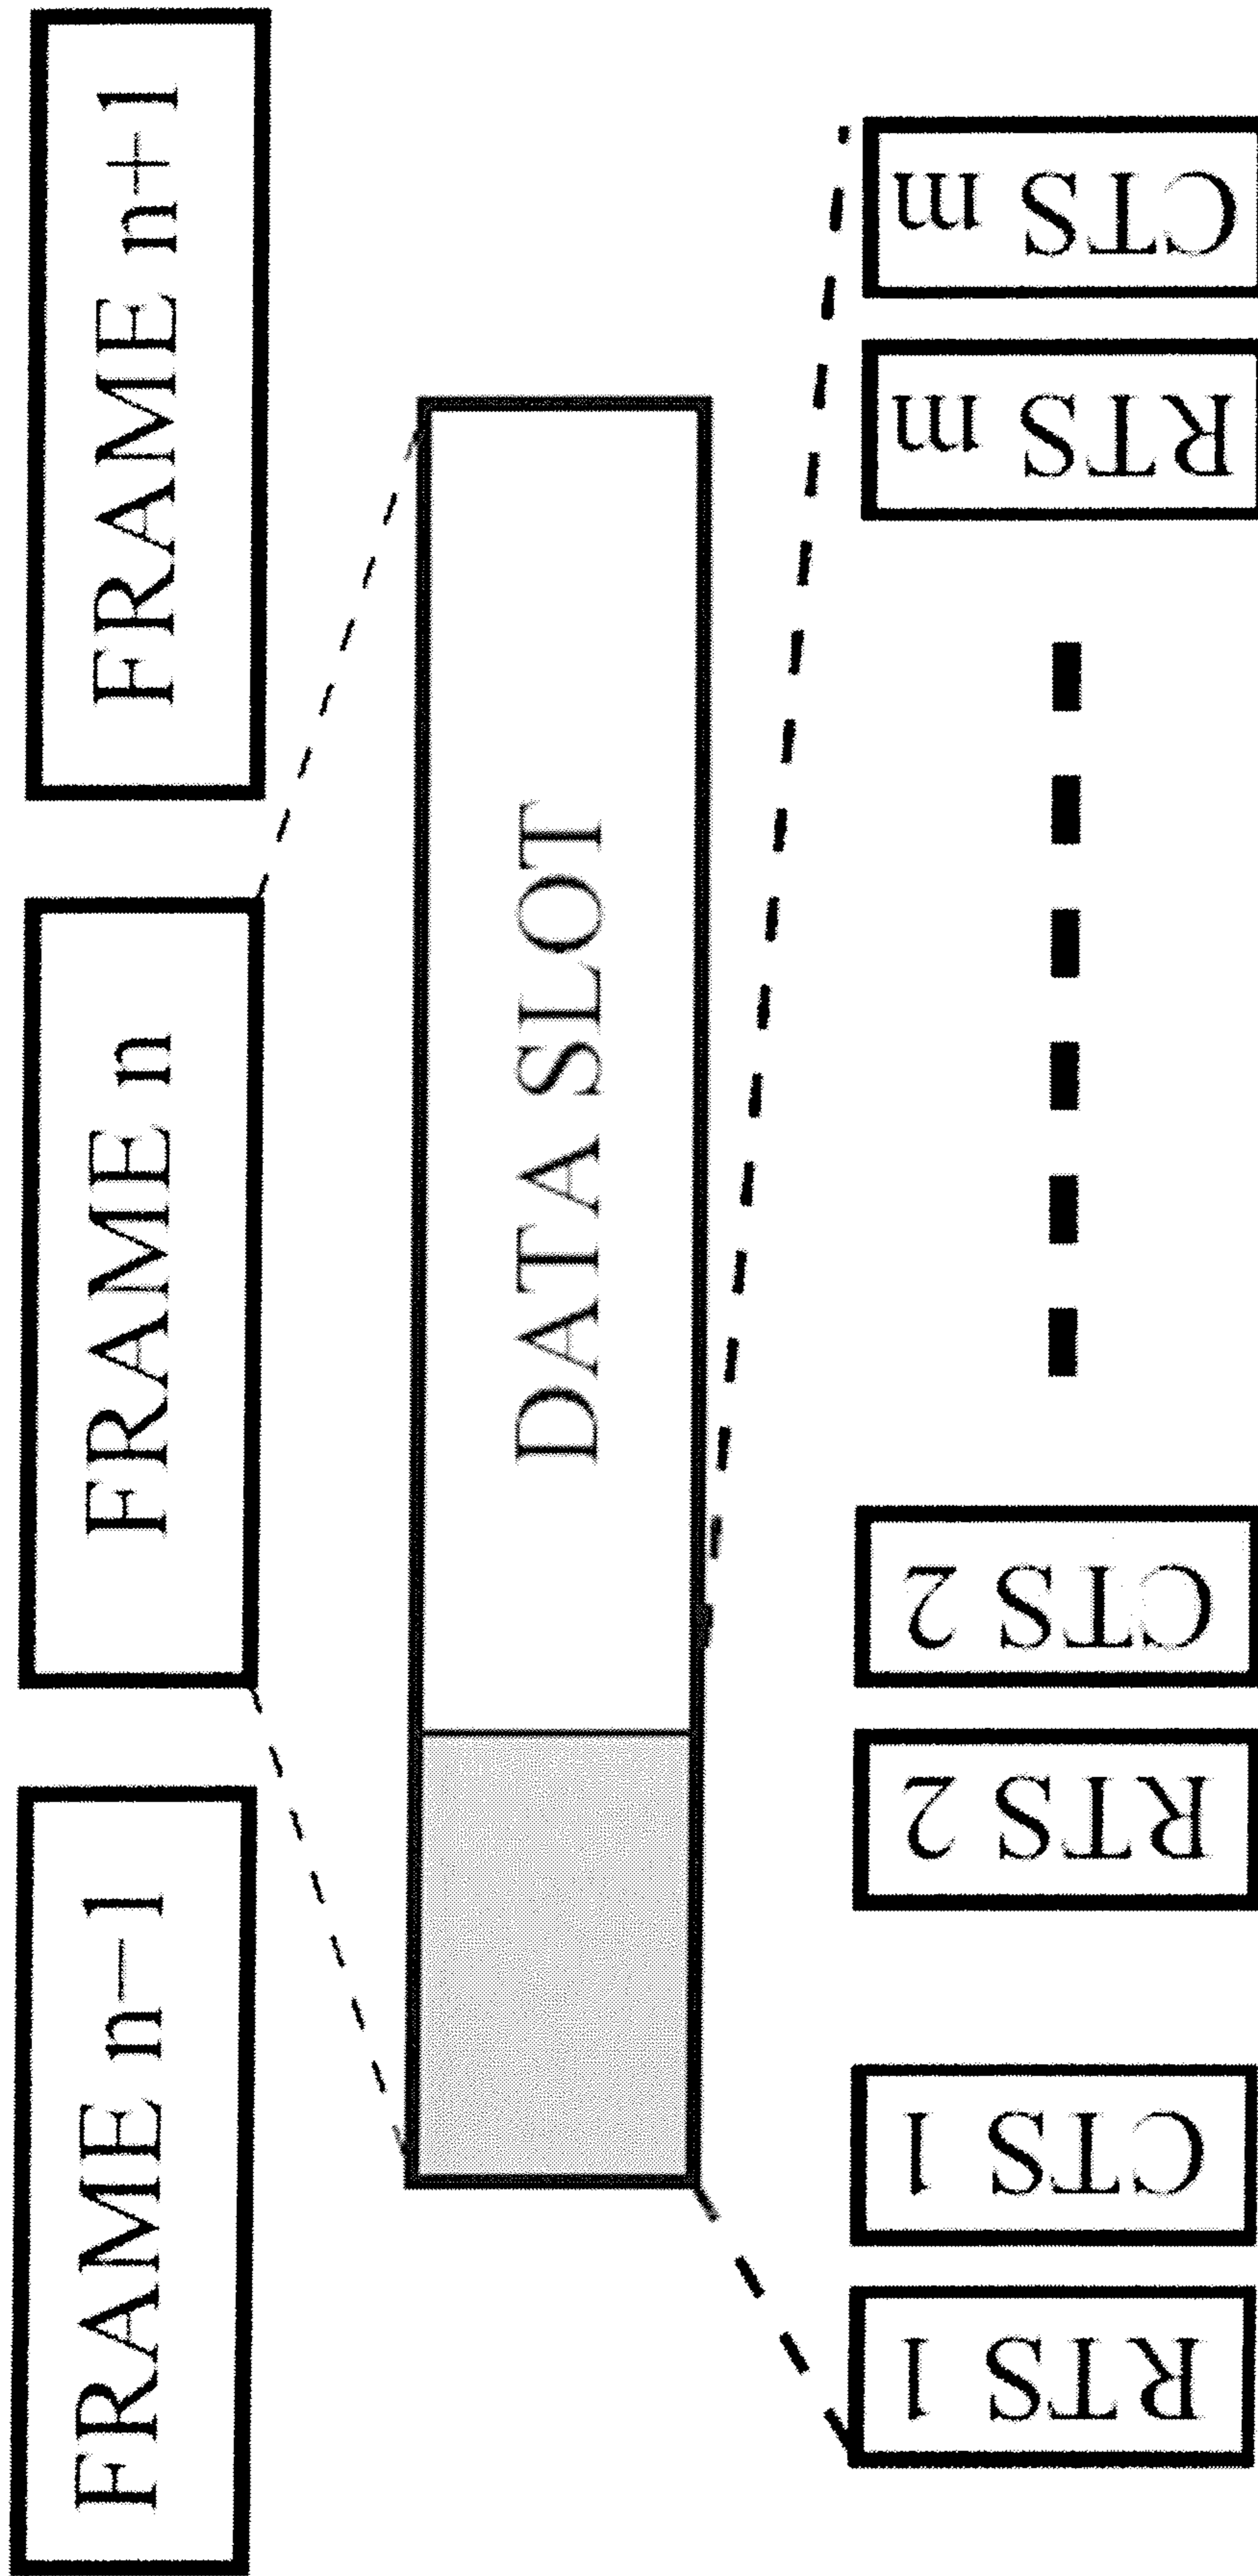 FRAME n−1
FRAME n
FRAME n+1
DATA SLOT
RTS 1
CTS 1
RTS 2
CTS 2
RTS m
CTS m